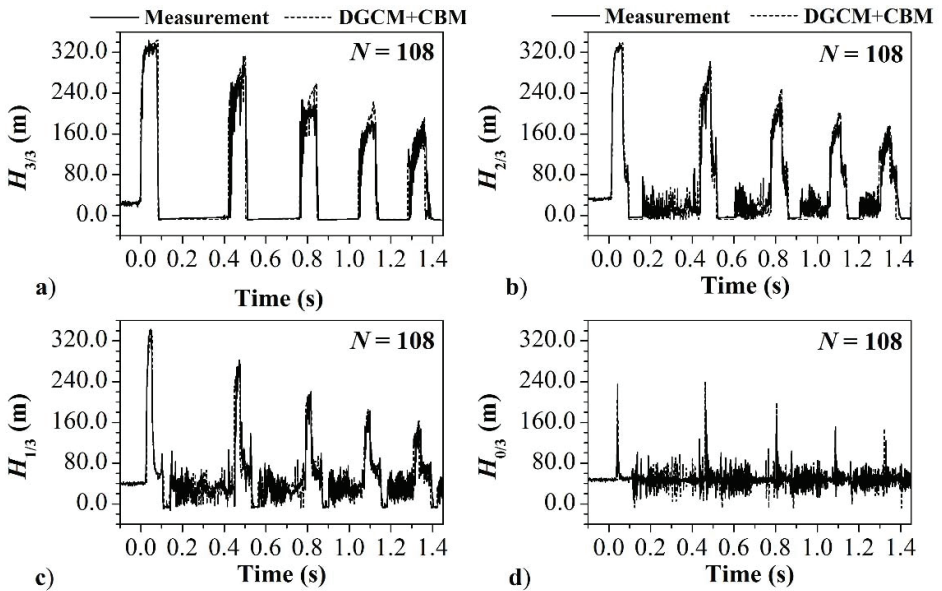 Measurement DGCM+CBM
Measurement DGCM+CBM
N = 108
320.0
240.0
160.0
80.0
0.0
H3/3 (m)
0.0 0.2 0.4 0.6 0.8 1.0 1.2 1.4
a) Time (s)
N = 108
320.0
240.0
160.0
80.0
0.0
H2/3 (m)
0.0 0.2 0.4 0.6 0.8 1.0 1.2 1.4
b) Time (s)
N = 108
320.0
240.0
160.0
80.0
0.0
H1/3 (m)
0.0 0.2 0.4 0.6 0.8 1.0 1.2 1.4
c) Time (s)
N = 108
320.0
240.0
160.0
80.0
0.0
H0/3 (m)
0.0 0.2 0.4 0.6 0.8 1.0 1.2 1.4
d) Time (s)